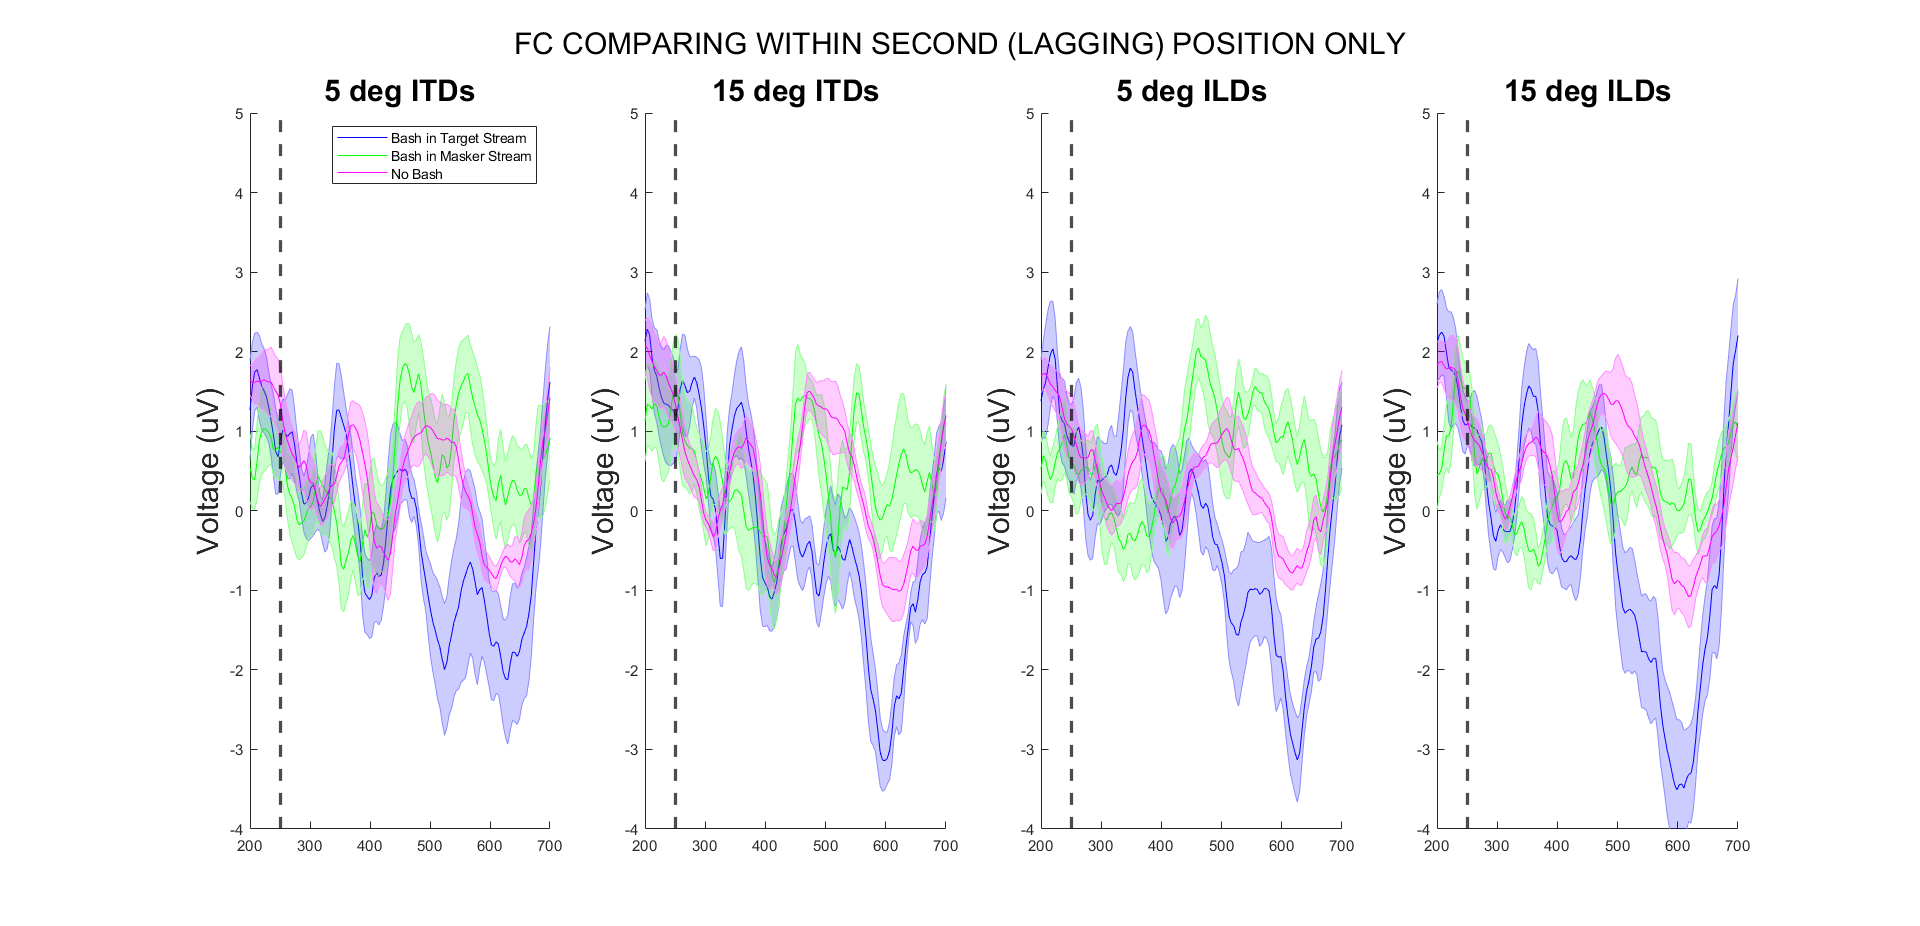 FC COMPARING WITHIN SECOND (LAGGING) POSITION ONLY
5 deg ITDs
15 deg ITDs
5 deg ILDs
15 deg ILDs
Bash in Target Stream
Bash in Masker Stream
No Bash
Voltage (uV)
5
4
3
2
1
0
-1
-2
-3
-4
200 300 400 500 600 700
Voltage (uV)
5
4
3
2
1
0
-1
-2
-3
-4
200 300 400 500 600 700
Voltage (uV)
5
4
3
2
1
0
-1
-2
-3
-4
200 300 400 500 600 700
Voltage (uV)
5
4
3
2
1
0
-1
-2
-3
-4
200 300 400 500 600 700